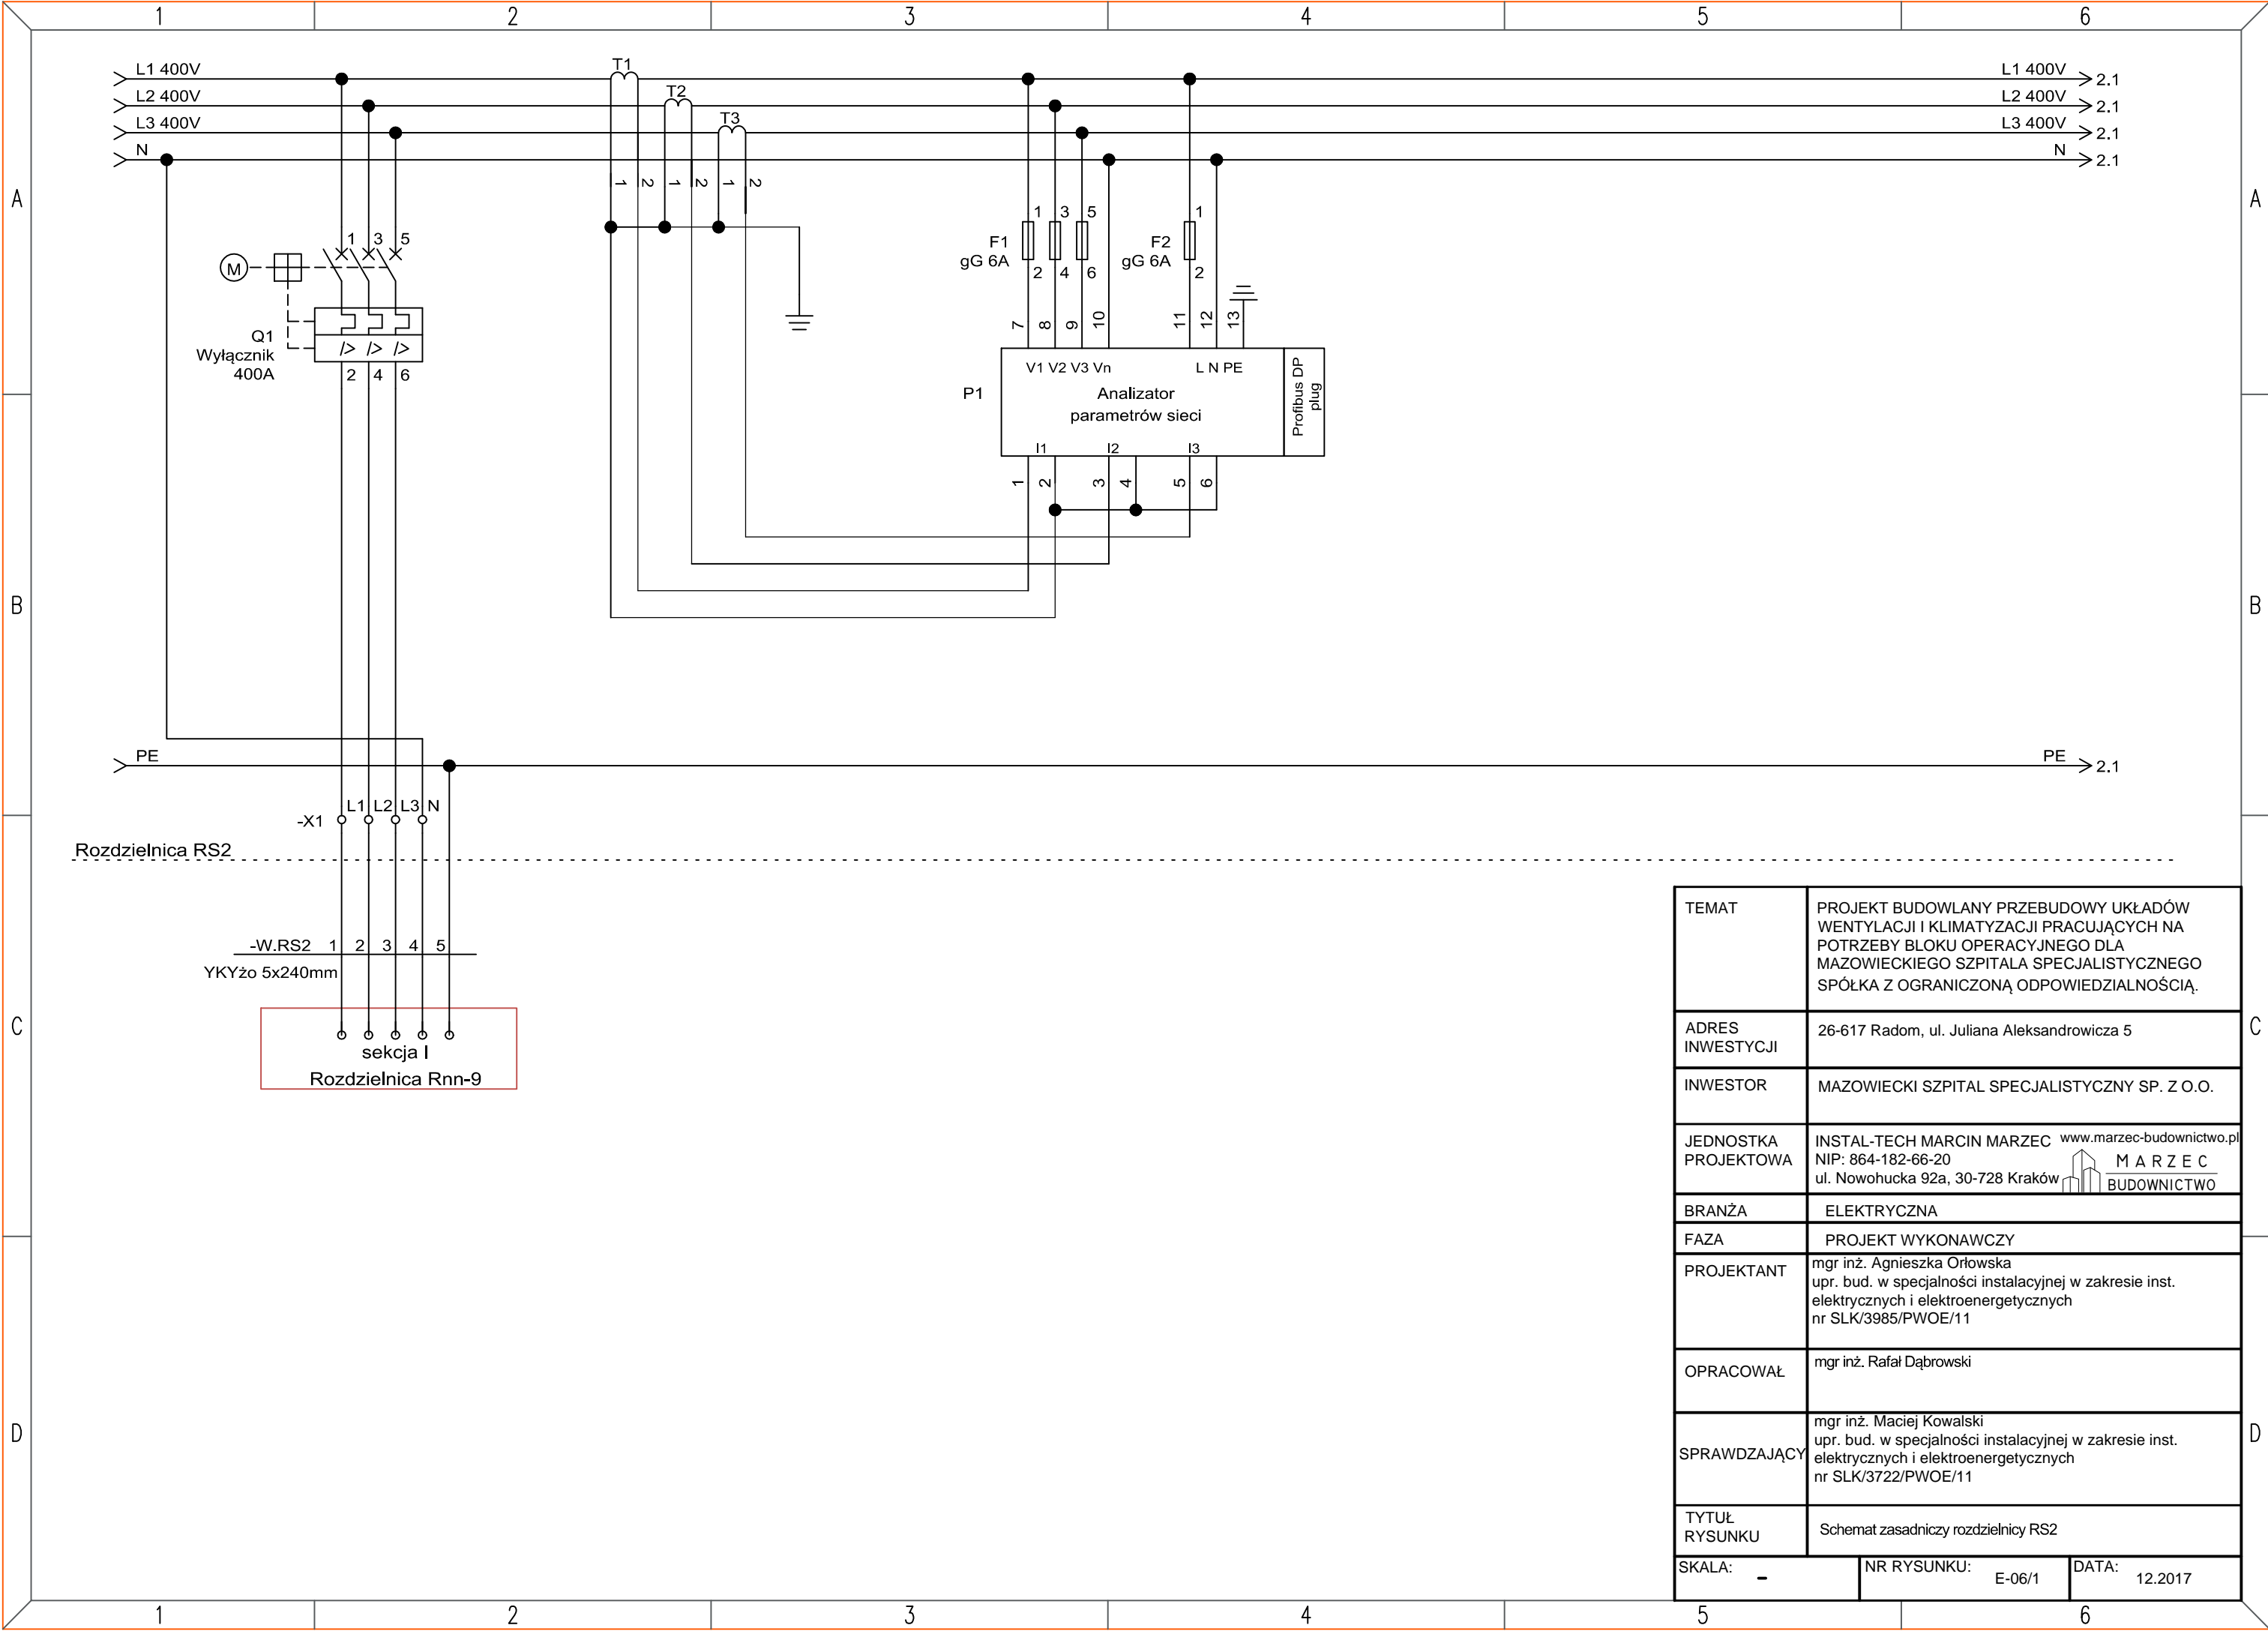 1 2 3 4 5 6
L1 400V
L2 400V
L3 400V
N
T1
T2
T3
L1 400V 2.1
L2 400V 2.1
L3 400V 2.1
N 2.1
A
A
1 2 1 2 1 2
1 3 5
M
Q1
Wyłącznik
400A
I> I> I>
2 4 6
F1
gG 6A
1 3 5
2 4 6
F2
gG 6A
1
2
7 8 9 10 11 12 13
V1 V2 V3 Vn L N PE
P1
Analizator
parametrów sieci
Profibus DP
plug
I1 I2 I3
1 2 3 4 5 6
B
B
PE
PE 2.1
-X1 L1 L2 L3 N
Rozdzielnica RS2
-W.RS2 1 2 3 4 5
YKYżo 5x240mm
sekcja I
Rozdzielnica Rnn-9
C
C
TEMAT
PROJEKT BUDOWLANY PRZEBUDOWY UKŁADÓW
WENTYLACJI I KLIMATYZACJI PRACUJĄCYCH NA
POTRZEBY BLOKU OPERACYJNEGO DLA
MAZOWIECKIEGO SZPITALA SPECJALISTYCZNEGO
SPÓŁKA Z OGRANICZONĄ ODPOWIEDZIALNOŚCIĄ.
ADRES
INWESTYCJI
26-617 Radom, ul. Juliana Aleksandrowicza 5
INWESTOR
MAZOWIECKI SZPITAL SPECJALISTYCZNY SP. Z O.O.
JEDNOSTKA
PROJEKTOWA
INSTAL-TECH MARCIN MARZEC www.marzec-budownictwo.pl
NIP: 864-182-66-20
ul. Nowohucka 92a, 30-728 Kraków
MARZEC
BUDOWNICTWO
BRANŻA
ELEKTRYCZNA
FAZA
PROJEKT WYKONAWCZY
PROJEKTANT
mgr inż. Agnieszka Orłowska
upr. bud. w specjalności instalacyjnej w zakresie inst.
elektrycznych i elektroenergetycznych
nr SLK/3985/PWOE/11
OPRACOWAŁ
mgr inż. Rafał Dąbrowski
D
D
SPRAWDZAJĄCY
mgr inż. Maciej Kowalski
upr. bud. w specjalności instalacyjnej w zakresie inst.
elektrycznych i elektroenergetycznych
nr SLK/3722/PWOE/11
TYTUŁ
RYSUNKU
Schemat zasadniczy rozdzielnicy RS2
SKALA: –
NR RYSUNKU: E-06/1
DATA: 12.2017
1 2 3 4 5 6